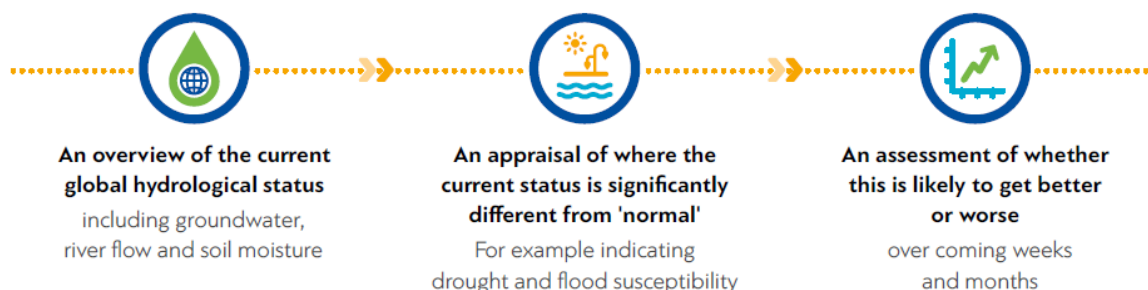 An overview of the current
global hydrological status
including groundwater,
river flow and soil moisture
An appraisal of where the
current status is significantly
different from 'normal'
For example indicating
drought and flood susceptibility
An assessment of whether
this is likely to get better
or worse
over coming weeks
and months